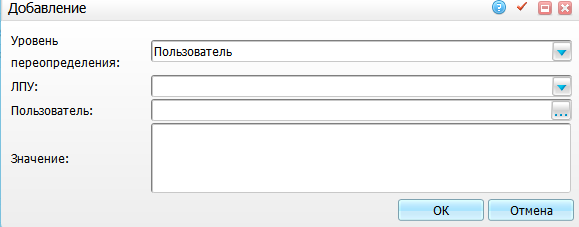 Добавление
Уровень
переопределения:
Пользователь
ЛПУ:
Пользователь:
...
Значение:
ОК
Отмена